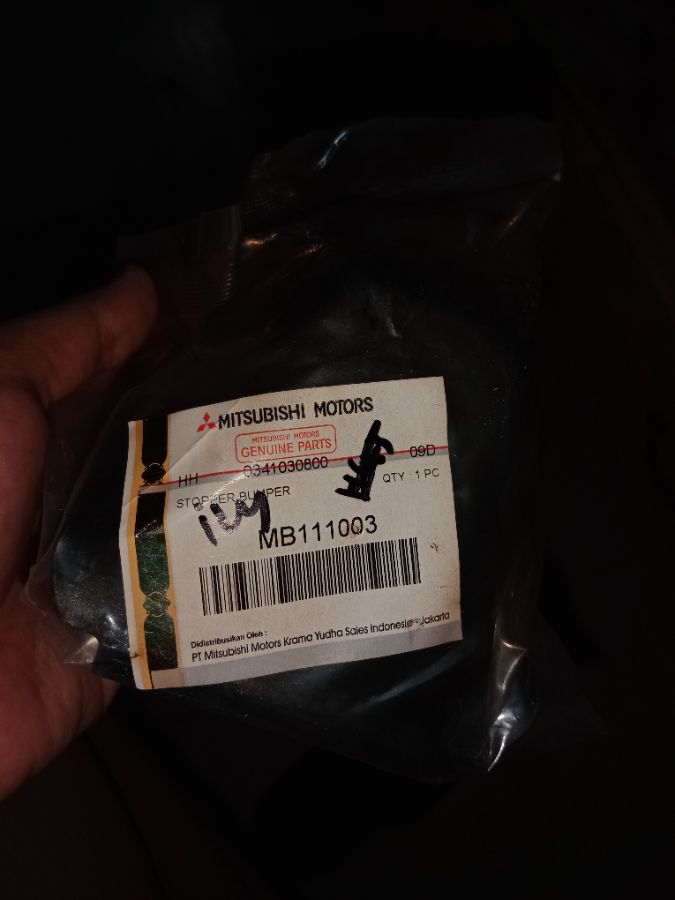 MITSUBISHI MOTORS
MITSUBISHI MOTORS
GENUINE PARTS
HH 0341030800 09D
STOPPER BUMPER QTY : 1 PC
MB111003
Didistribusikan Oleh :
PT Mitsubishi Motors Krama Yudha Sales Indonesia - Jakarta